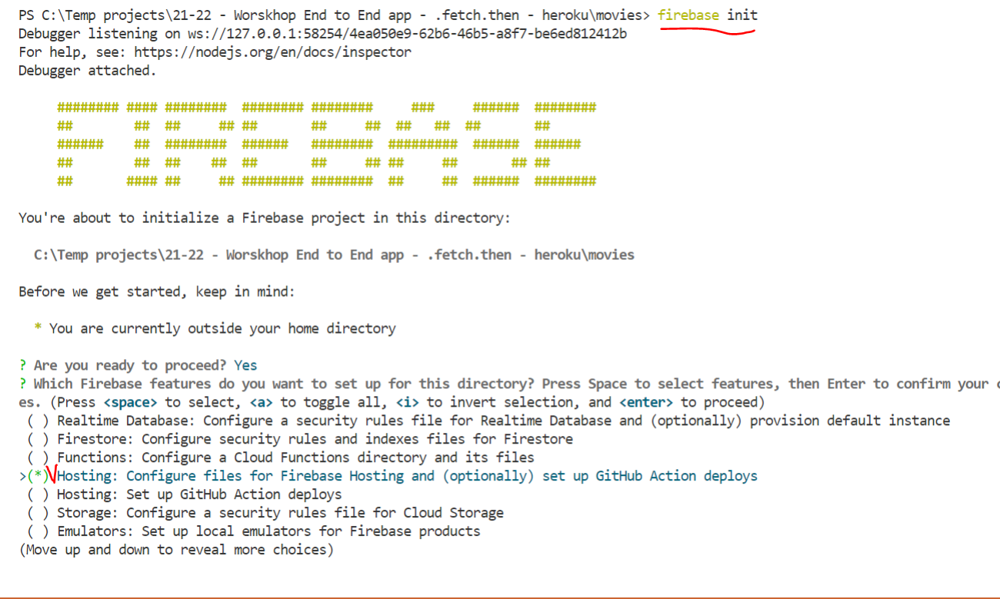 PS C:\Temp projects\21-22 - Worskhop End to End app - .fetch.then - heroku\movies> firebase init
Debugger listening on ws://127.0.0.1:58254/4ea050e9-62b6-46b5-a8f7-be6ed812412b
For help, see: https://nodejs.org/en/docs/inspector
Debugger attached.
FIREBASE
You're about to initialize a Firebase project in this directory:
C:\Temp projects\21-22 - Worskhop End to End app - .fetch.then - heroku\movies
Before we get started, keep in mind:
* You are currently outside your home directory
? Are you ready to proceed? Yes
? Which Firebase features do you want to set up for this directory? Press Space to select features, then Enter to confirm your
es. (Press <space> to select, <a> to toggle all, <i> to invert selection, and <enter> to proceed)
( ) Realtime Database: Configure a security rules file for Realtime Database and (optionally) provision default instance
( ) Firestore: Configure security rules and indexes files for Firestore
( ) Functions: Configure a Cloud Functions directory and its files
>(*) Hosting: Configure files for Firebase Hosting and (optionally) set up GitHub Action deploys
( ) Hosting: Set up GitHub Action deploys
( ) Storage: Configure a security rules file for Cloud Storage
( ) Emulators: Set up local emulators for Firebase products
(Move up and down to reveal more choices)